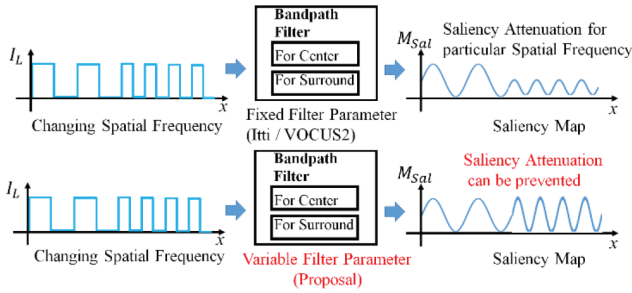 Bandpath
Filter
For Center
For Surround
I_L
x
Changing Spatial Frequency
Fixed Filter Parameter
(Itti / VOCUS2)
Saliency Attenuation for
particular Spatial Frequency
M_Sal
x
Saliency Map
Bandpath
Filter
For Center
For Surround
I_L
x
Changing Spatial Frequency
Variable Filter Parameter
(Proposal)
Saliency Attenuation
can be prevented
M_Sal
x
Saliency Map